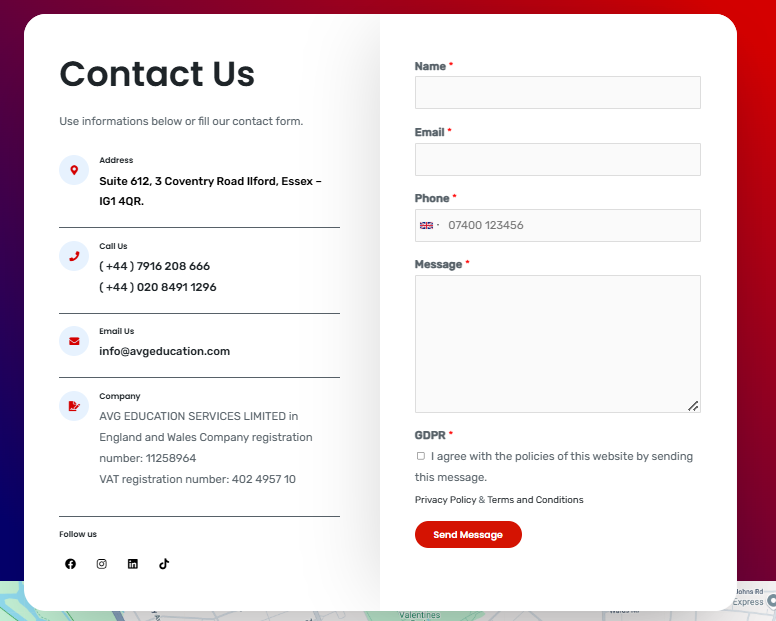 Contact Us
Use informations below or fill our contact form.
Address
Suite 612, 3 Coventry Road Ilford, Essex –
IG1 4QR.
Call Us
( +44 ) 7916 208 666
( +44 ) 020 8491 1296
Email Us
info@avgeducation.com
Company
AVG EDUCATION SERVICES LIMITED in
England and Wales Company registration
number: 11258964
VAT registration number: 402 4957 10
Follow us
Name *
Email *
Phone *
07400 123456
Message *
GDPR *
I agree with the policies of this website by sending
this message.
Privacy Policy & Terms and Conditions
Send Message
Johns Rd
Express
Valentines